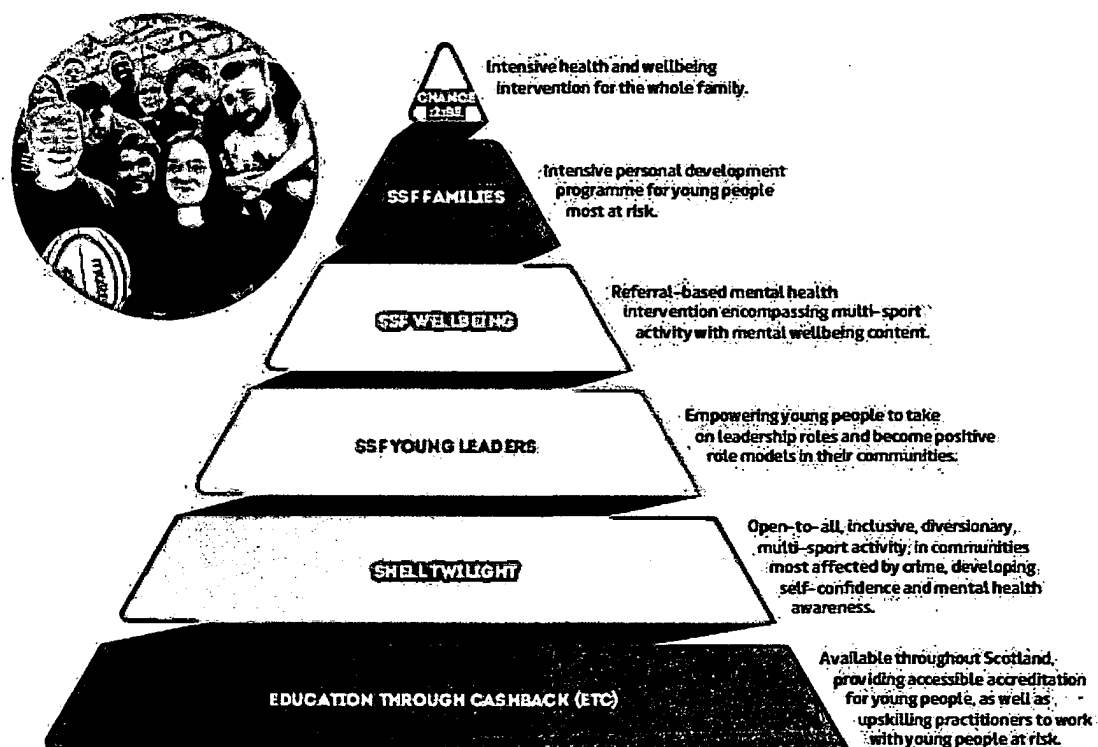 CHANCE
Intensive health and wellbeing
intervention for the whole family.
SSF FAMILIES
Intensive personal development
programme for young people
most at risk.
SSF WELLBEING
Referral-based mental health
intervention encompassing multi-sport
activity with mental wellbeing content.
SSF YOUNG LEADERS
Empowering young people to take
on leadership roles and become positive
role models in their communities.
SHELL TWILIGHT
Open-to-all, inclusive, diversionary,
multi-sport activity, in communities
most affected by crime, developing
self-confidence and mental health
awareness.
EDUCATION THROUGH CASHBACK (ETC)
Available throughout Scotland,
providing accessible accreditation
for young people, as well as
upskilling practitioners to work
with young people at risk.